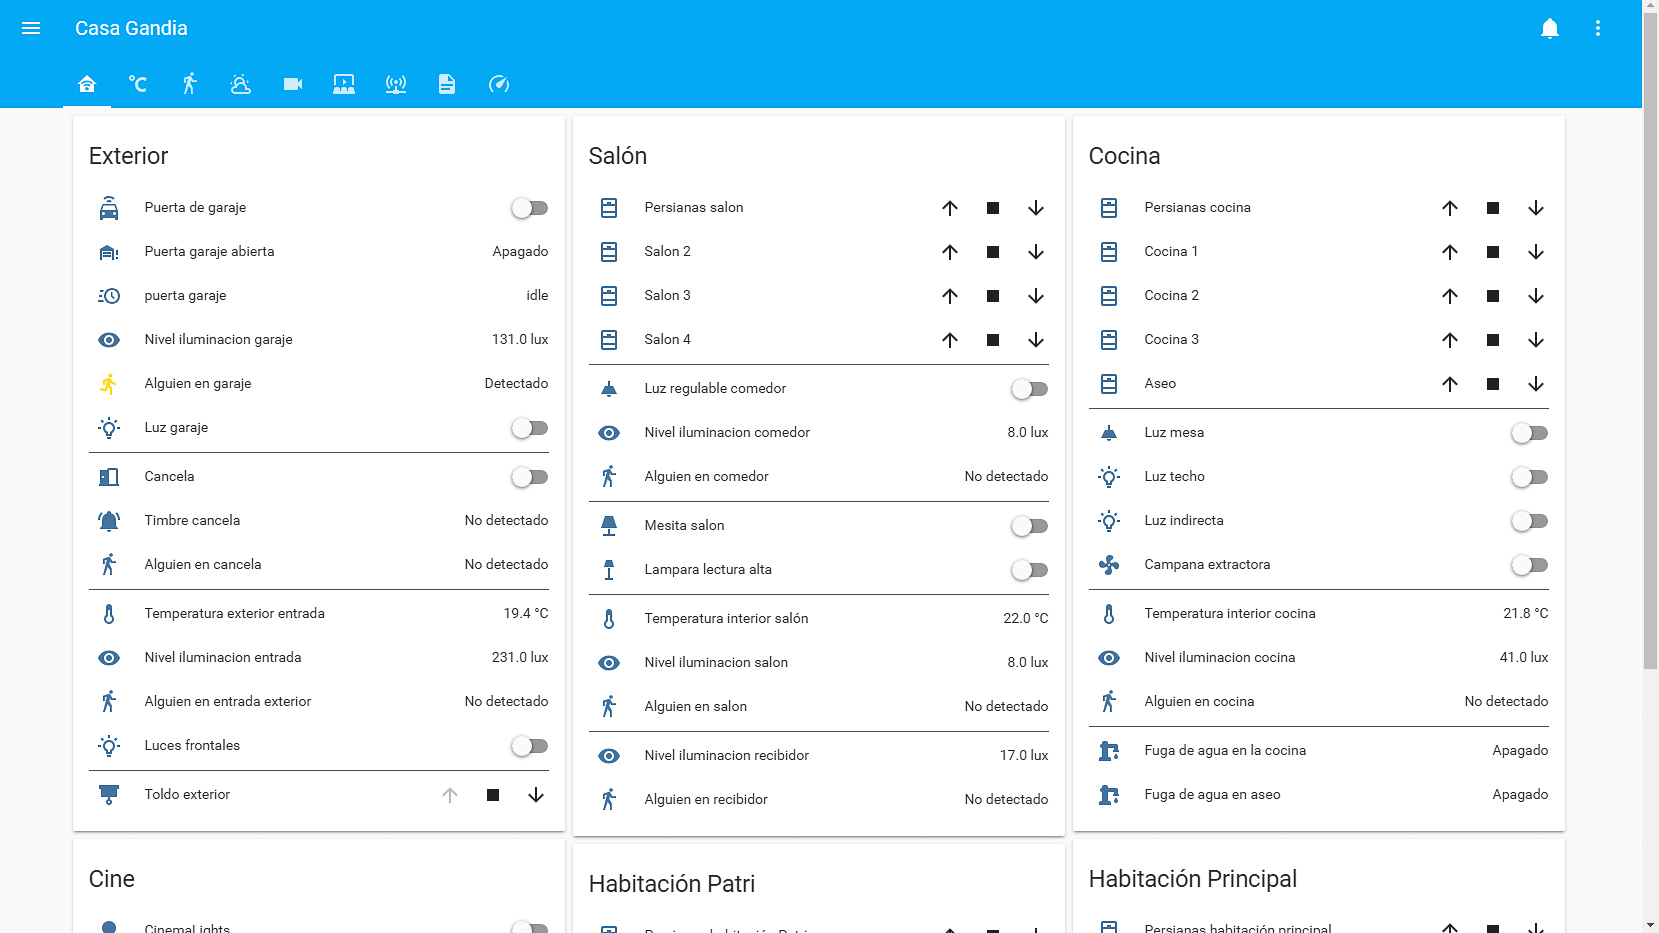 Casa Gandia
°C
Exterior
Puerta de garaje
Puerta garaje abierta Apagado
puerta garaje idle
Nivel iluminacion garaje 131.0 lux
Alguien en garaje Detectado
Luz garaje
Cancela
Timbre cancela No detectado
Alguien en cancela No detectado
Temperatura exterior entrada 19.4 °C
Nivel iluminacion entrada 231.0 lux
Alguien en entrada exterior No detectado
Luces frontales
Toldo exterior
Salón
Persianas salon
Salon 2
Salon 3
Salon 4
Luz regulable comedor
Nivel iluminacion comedor 8.0 lux
Alguien en comedor No detectado
Mesita salon
Lampara lectura alta
Temperatura interior salón 22.0 °C
Nivel iluminacion salon 8.0 lux
Alguien en salon No detectado
Nivel iluminacion recibidor 17.0 lux
Alguien en recibidor No detectado
Cocina
Persianas cocina
Cocina 1
Cocina 2
Cocina 3
Aseo
Luz mesa
Luz techo
Luz indirecta
Campana extractora
Temperatura interior cocina 21.8 °C
Nivel iluminacion cocina 41.0 lux
Alguien en cocina No detectado
Fuga de agua en la cocina Apagado
Fuga de agua en aseo Apagado
Cine
CinemaLights
Habitación Patri
Habitación Principal
Persianas habitación principal